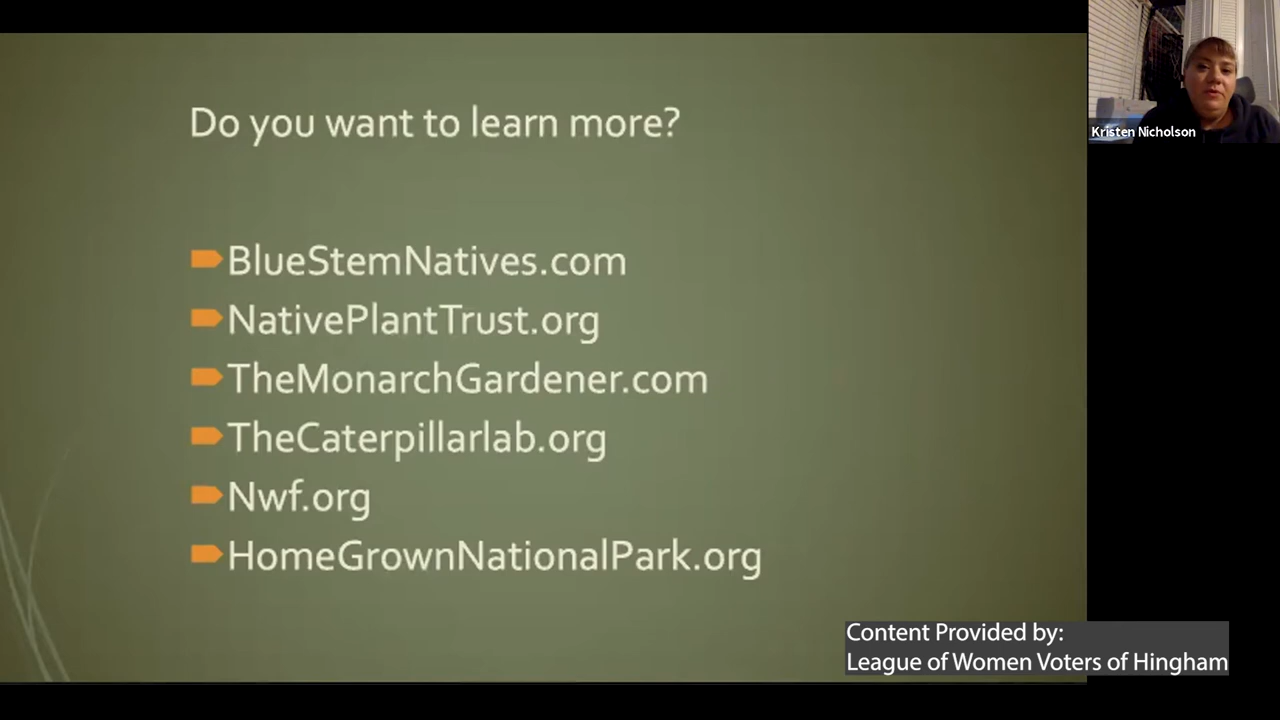 Do you want to learn more?
BlueStemNatives.com
NativePlantTrust.org
TheMonarchGardener.com
TheCaterpillarlab.org
Nwf.org
HomeGrownNationalPark.org
Kristen Nicholson
Content Provided by:
League of Women Voters of Hingham